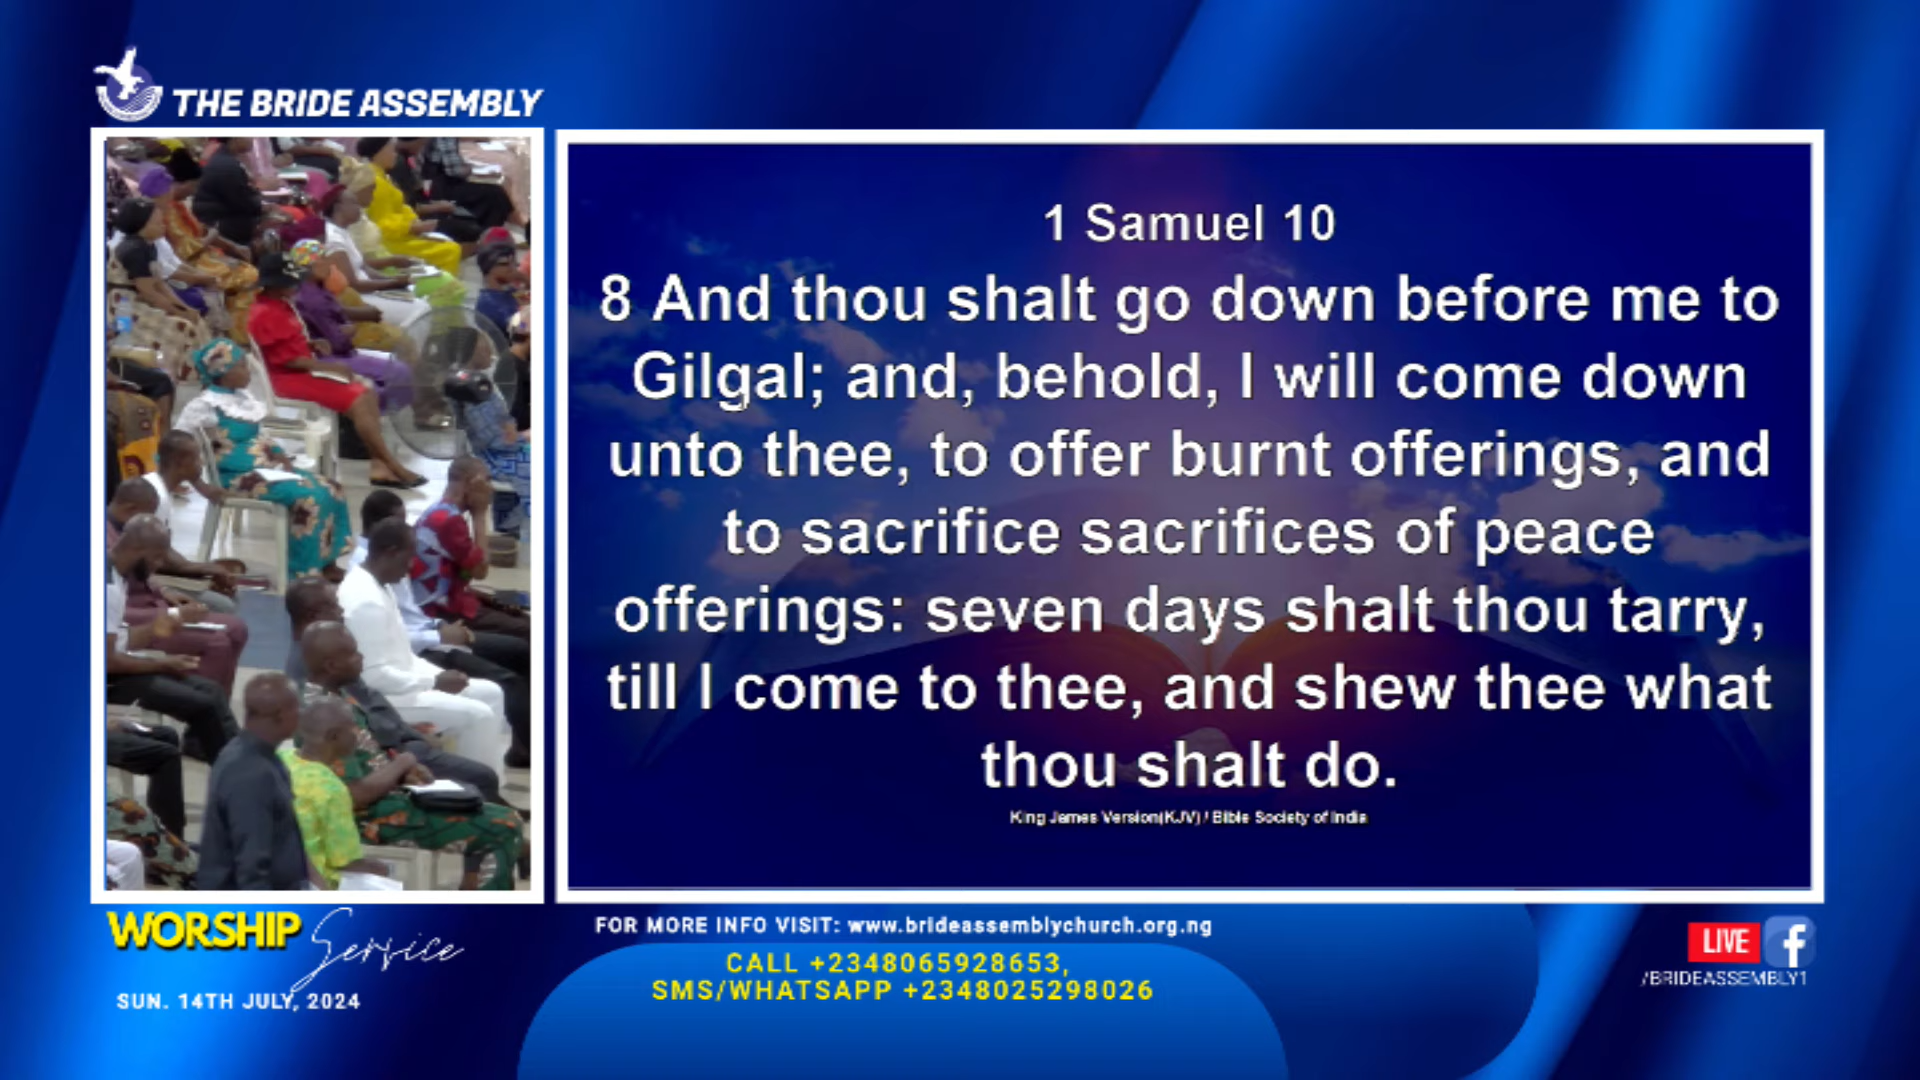 THE BRIDE ASSEMBLY
1 Samuel 10
8 And thou shalt go down before me to
Gilgal; and, behold, I will come down
unto thee, to offer burnt offerings, and
to sacrifice sacrifices of peace
offerings: seven days shalt thou tarry,
till I come to thee, and shew thee what
thou shalt do.
King James Version(KJV) / Bible Society of India
WORSHIP Service
SUN. 14TH JULY, 2024
FOR MORE INFO VISIT: www.brideassemblychurch.org.ng
CALL +2348065928653,
SMS/WHATSAPP +2348025298026
LIVE f
/BRIDEASSEMBLY1